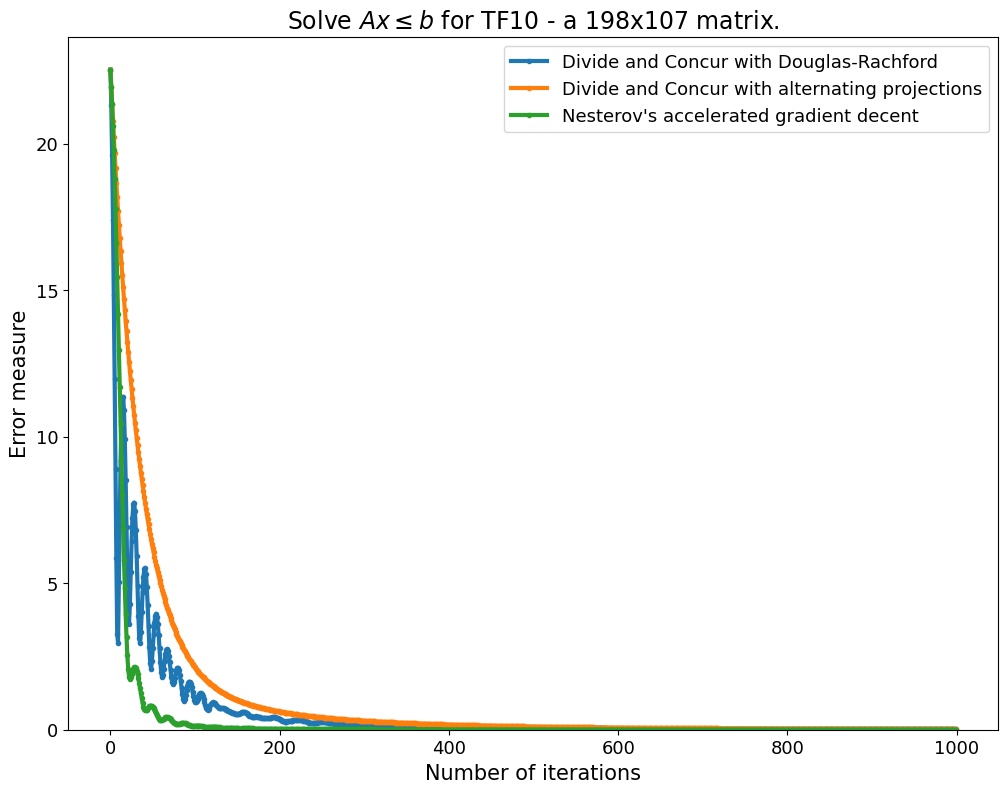 Solve Ax ≤ b for TF10 - a 198x107 matrix.
Divide and Concur with Douglas-Rachford
Divide and Concur with alternating projections
Nesterov's accelerated gradient decent
Error measure
20
15
10
5
0
0 200 400 600 800 1000
Number of iterations